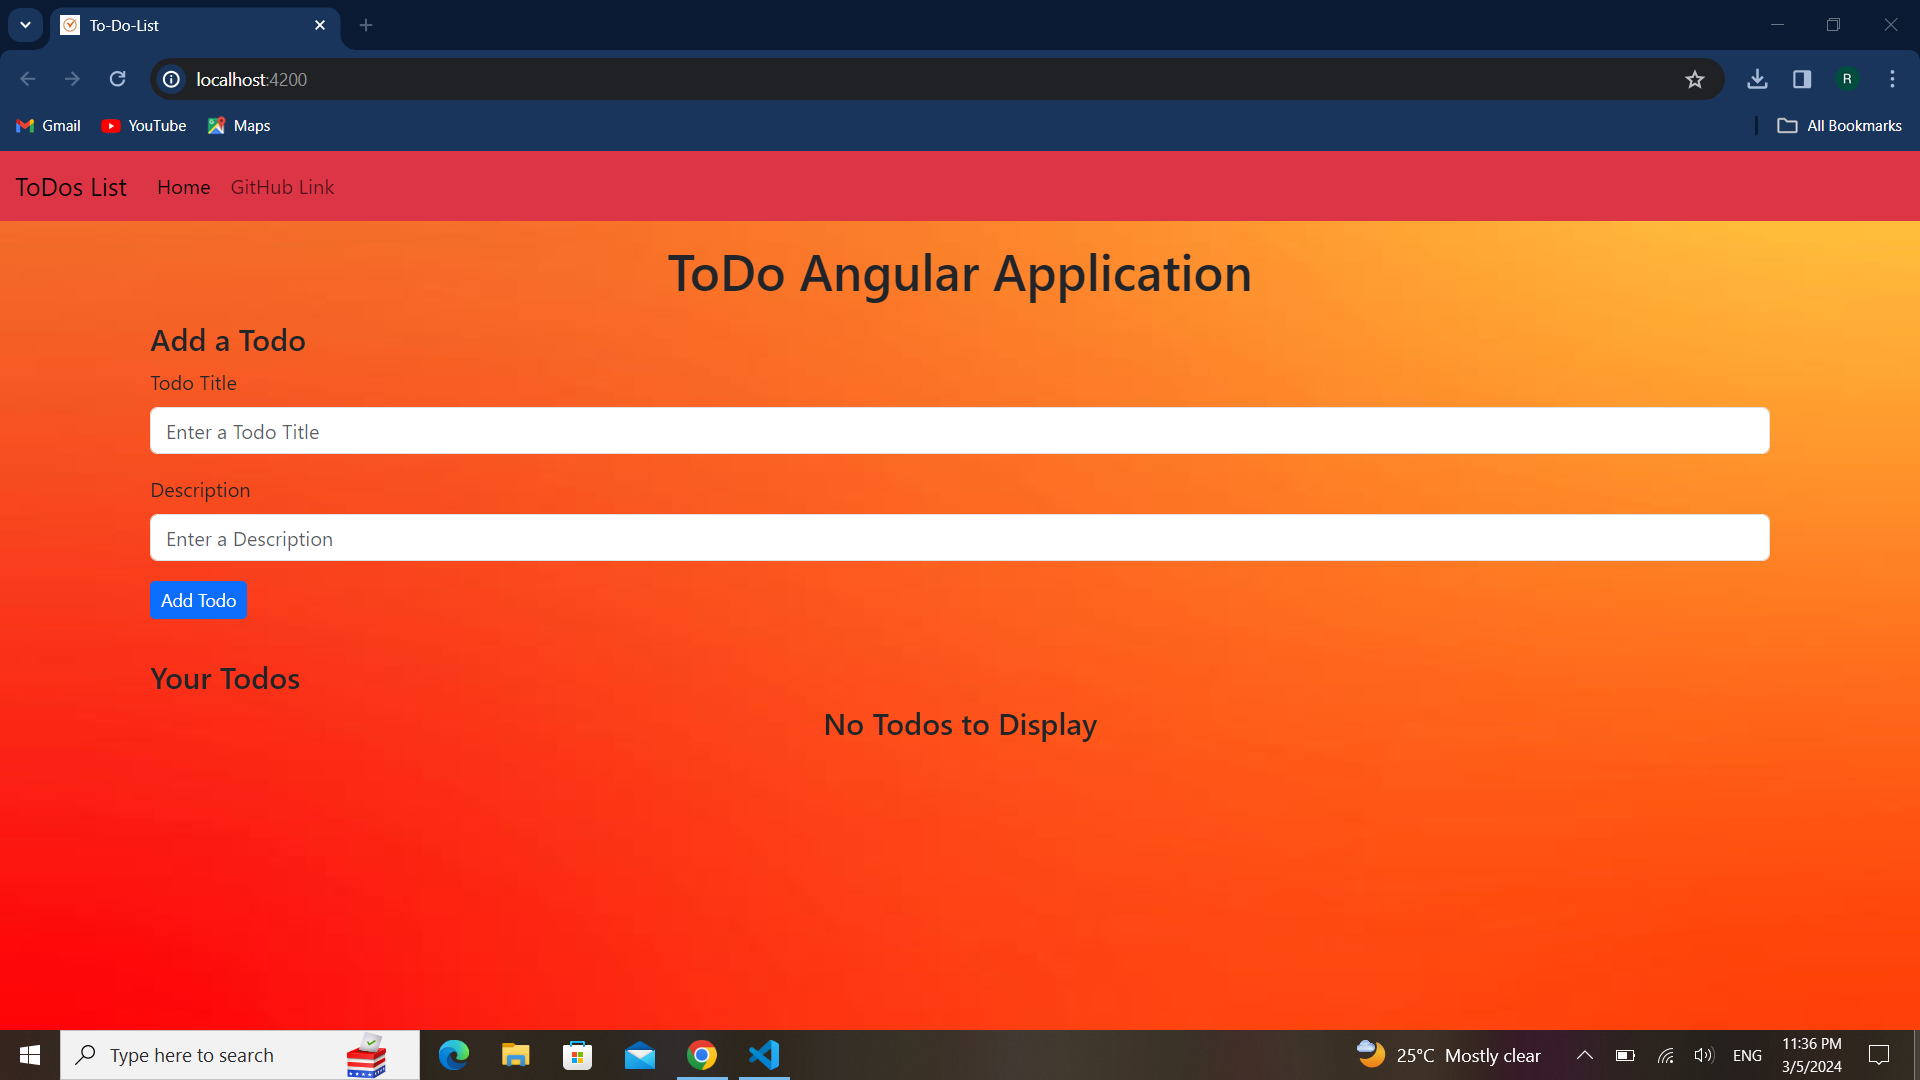 To-Do-List
localhost:4200
R
Gmail YouTube Maps All Bookmarks
ToDos List Home GitHub Link
ToDo Angular Application
Add a Todo
Todo Title
Enter a Todo Title
Description
Enter a Description
Add Todo
Your Todos
No Todos to Display
Type here to search 25°C Mostly clear ENG 11:36 PM
3/5/2024